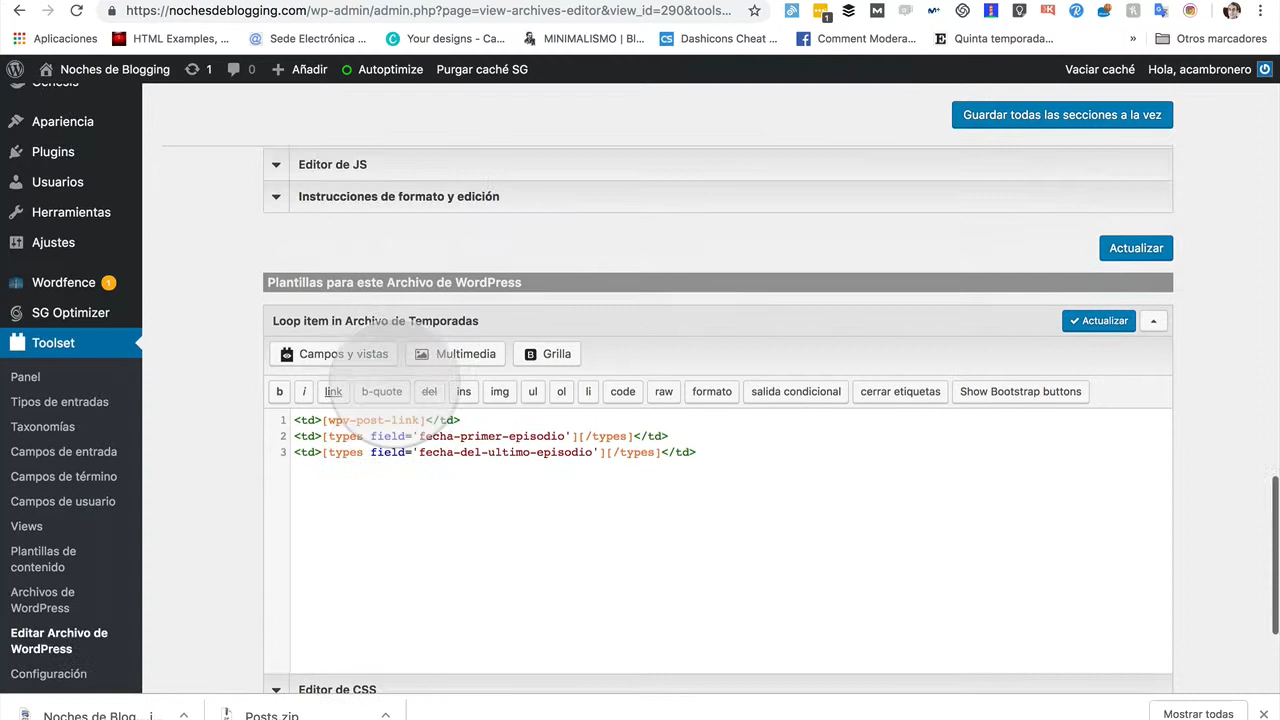 https://nochesdeblogging.com/wp-admin/admin.php?page=view-archives-editor&view_id=290&tools...
Aplicaciones
HTML Examples, ...
Sede Electrónica ...
Your designs - Ca...
MINIMALISMO | Bl...
Dashicons Cheat ...
Comment Modera...
Quinta temporada...
»
Otros marcadores
Noches de Blogging
1
0
Añadir
Autoptimize
Purgar caché SG
Vaciar caché
Hola, acambronero
Apariencia
Plugins
Usuarios
Herramientas
Ajustes
Wordfence 1
SG Optimizer
Toolset
Panel
Tipos de entradas
Taxonomías
Campos de entrada
Campos de término
Campos de usuario
Views
Plantillas de
contenido
Archivos de
WordPress
Editar Archivo de
WordPress
Configuración
Guardar todas las secciones a la vez
Editor de JS
Instrucciones de formato y edición
Actualizar
Plantillas para este Archivo de WordPress
Loop item in Archivo de Temporadas
Actualizar
Campos y vistas
Multimedia
Grilla
b
i
link
b-quote
del
ins
img
ul
ol
li
code
raw
formato
salida condicional
cerrar etiquetas
Show Bootstrap buttons
1 <td>[wpv-post-link]</td>
2 <td>[types field='fecha-primer-episodio'][/types]</td>
3 <td>[types field='fecha-del-ultimo-episodio'][/types]</td>
Editor de CSS
Noches de Blog....i...
Posts.zip
Mostrar todas